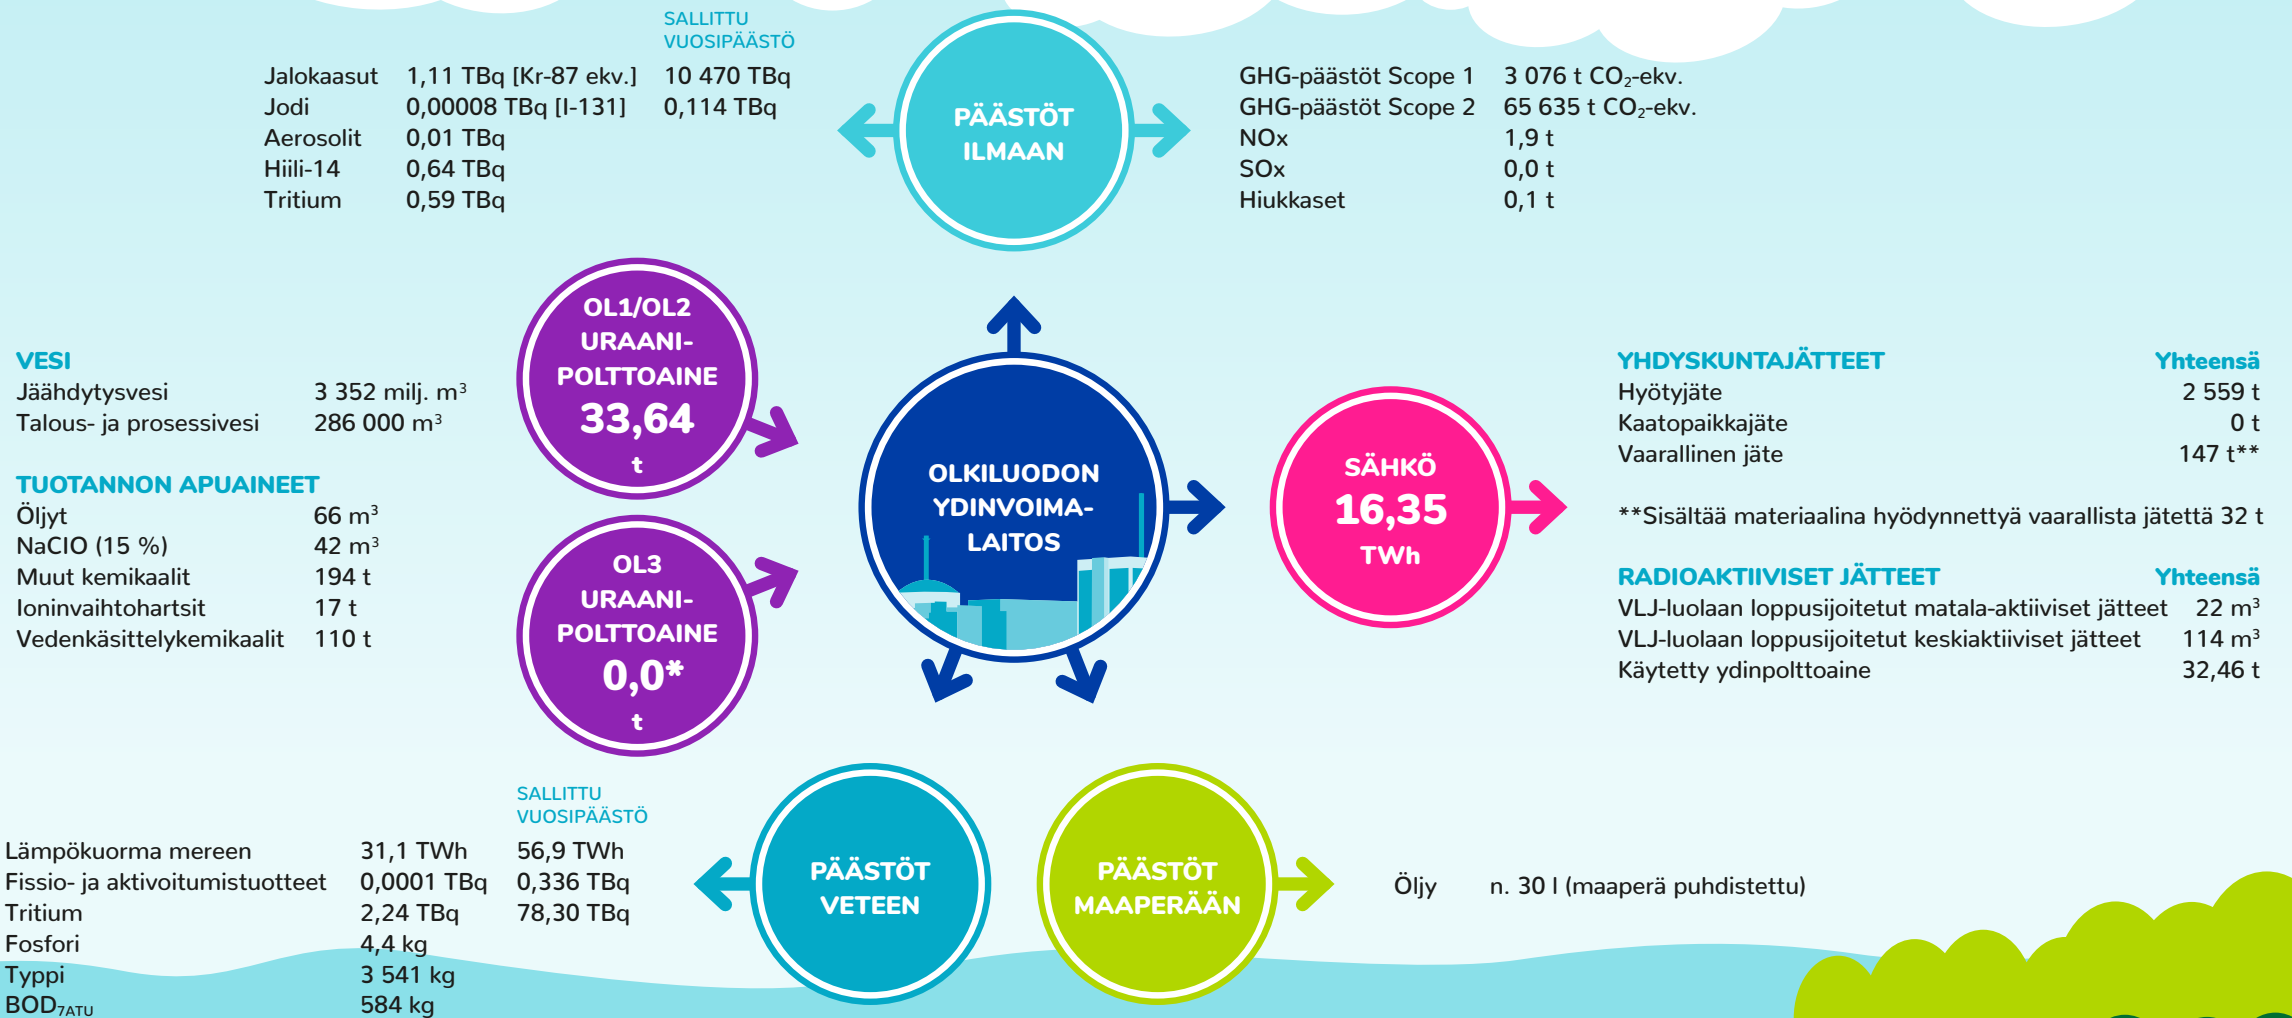 SALLITTU
VUOSIPÄÄSTÖ
Jalokaasut 1,11 TBq [Kr-87 ekv.] 10 470 TBq
Jodi 0,00008 TBq [I-131] 0,114 TBq
Aerosolit 0,01 TBq
Hiili-14 0,64 TBq
Tritium 0,59 TBq
PÄÄSTÖT
ILMAAN
GHG-päästöt Scope 1 3 076 t CO₂-ekv.
GHG-päästöt Scope 2 65 635 t CO₂-ekv.
NOx 1,9 t
SOx 0,0 t
Hiukkaset 0,1 t
VESI
Jäähdytysvesi 3 352 milj. m³
Talous- ja prosessivesi 286 000 m³
TUOTANNON APUAINEET
Öljyt 66 m³
NaClO (15 %) 42 m³
Muut kemikaalit 194 t
Ioninvaihtohartsit 17 t
Vedenkäsittelykemikaalit 110 t
OL1/OL2
URAANI-
POLTTOAINE
33,64
t
OL3
URAANI-
POLTTOAINE
0,0*
t
OLKILUODON
YDINVOIMA-
LAITOS
SÄHKÖ
16,35
TWh
YHDYSKUNTAJÄTTEET Yhteensä
Hyötyjäte 2 559 t
Kaatopaikkajäte 0 t
Vaarallinen jäte 147 t**
**Sisältää materiaalina hyödynnettyä vaarallista jätettä 32 t
RADIOAKTIIVISET JÄTTEET Yhteensä
VLJ-luolaan loppusijoitetut matala-aktiiviset jätteet 22 m³
VLJ-luolaan loppusijoitetut keskiaktiiviset jätteet 114 m³
Käytetty ydinpolttoaine 32,46 t
SALLITTU
VUOSIPÄÄSTÖ
Lämpökuorma mereen 31,1 TWh 56,9 TWh
Fissio- ja aktivoitumistuotteet 0,0001 TBq 0,336 TBq
Tritium 2,24 TBq 78,30 TBq
Fosfori 4,4 kg
Typpi 3 541 kg
BOD₇ATU 584 kg
PÄÄSTÖT
VETEEN
PÄÄSTÖT
MAAPERÄÄN
Öljy n. 30 l (maaperä puhdistettu)